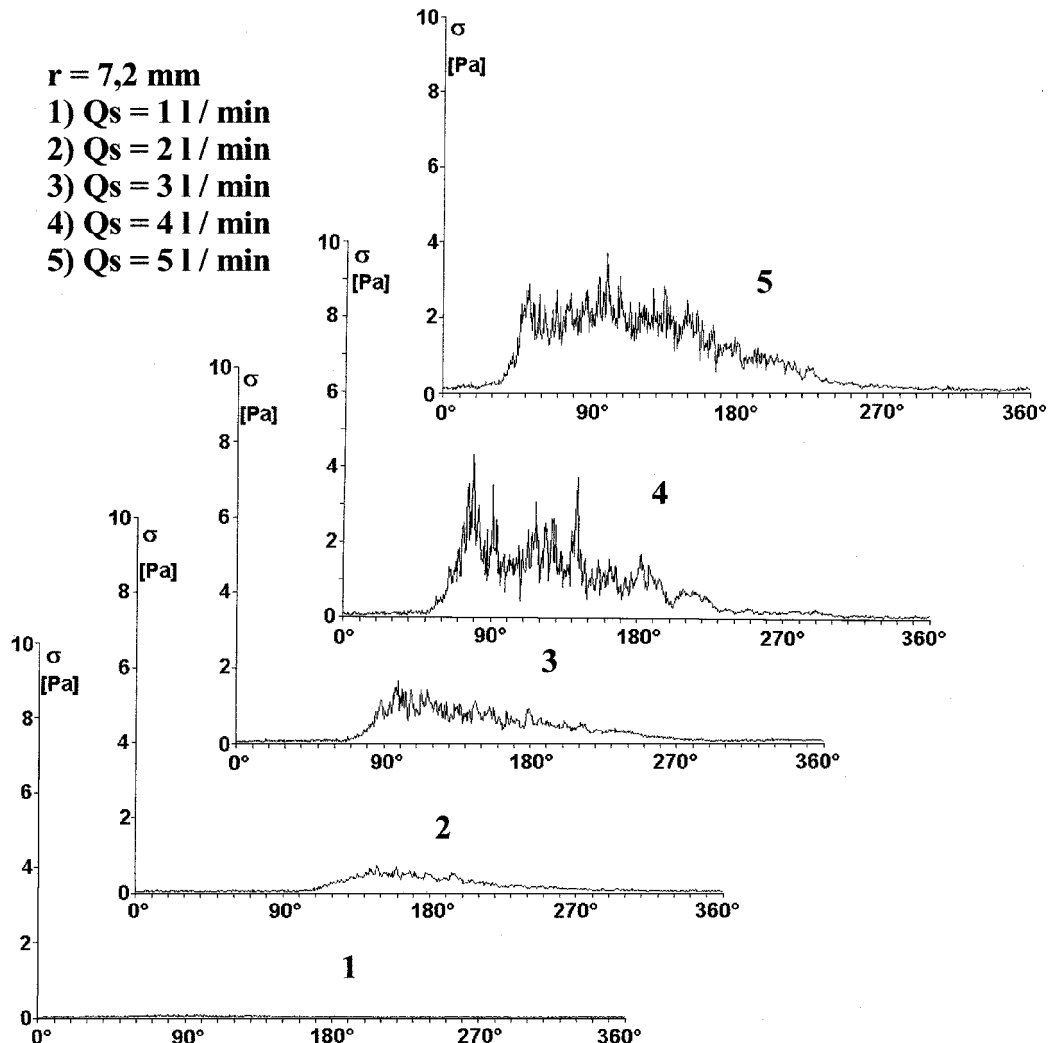 r = 7,2 mm
1) Qs = 1 l / min
2) Qs = 2 l / min
3) Qs = 3 l / min
4) Qs = 4 l / min
5) Qs = 5 l / min
10
σ
[Pa]
8
6
4
2
0
0° 90° 180° 270° 360°
5
10
σ
[Pa]
8
6
4
2
0
0° 90° 180° 270° 360°
4
10
σ
[Pa]
8
6
4
2
0
0° 90° 180° 270° 360°
3
10
σ
[Pa]
8
6
4
2
0
0° 90° 180° 270° 360°
2
10
σ
[Pa]
8
6
4
2
0
0° 90° 180° 270° 360°
1